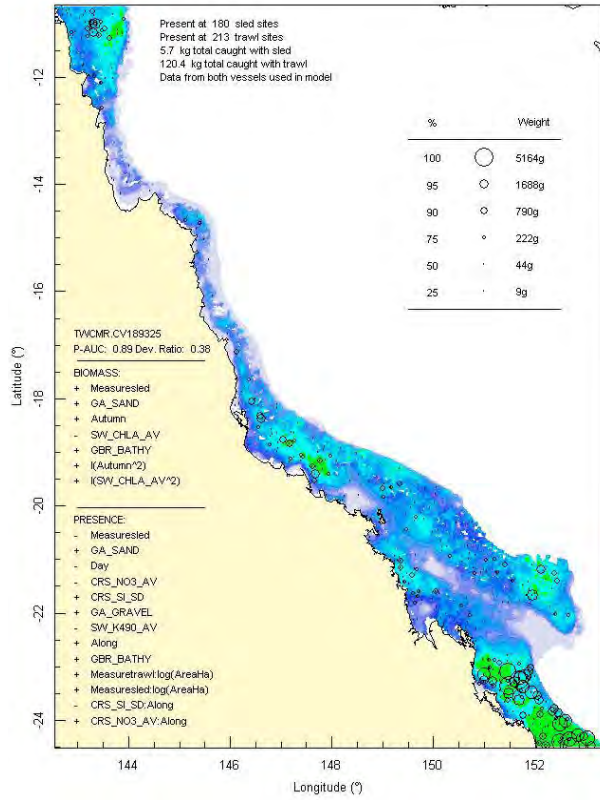 Present at 180 sled sites
Present at 213 trawl sites
5.7 kg total caught with sled
120.4 kg total caught with trawl
Data from both vessels used in model
% Weight
100 5164g
95 1688g
90 790g
75 222g
50 44g
25 9g
TWCMR.CV189325
P-AUC: 0.89 Dev. Ratio: 0.38
BIOMASS:
+ Measuresled
+ GA_SAND
+ Autumn
- SW_CHLA_AV
+ GBR_BATHY
+ I(Autumn^2)
+ I(SW_CHLA_AV^2)
PRESENCE:
- Measuresled
+ GA_SAND
- Day
- CRS_NO3_AV
+ CRS_SI_SD
+ GA_GRAVEL
- SW_K490_AV
+ Along
+ GBR_BATHY
+ Measuretrawl:log(AreaHa)
+ Measuresled:log(AreaHa)
- CRS_SI_SD:Along
+ CRS_NO3_AV:Along
Latitude (°)
-12
-14
-16
-18
-20
-22
-24
144 146 148 150 152
Longitude (°)